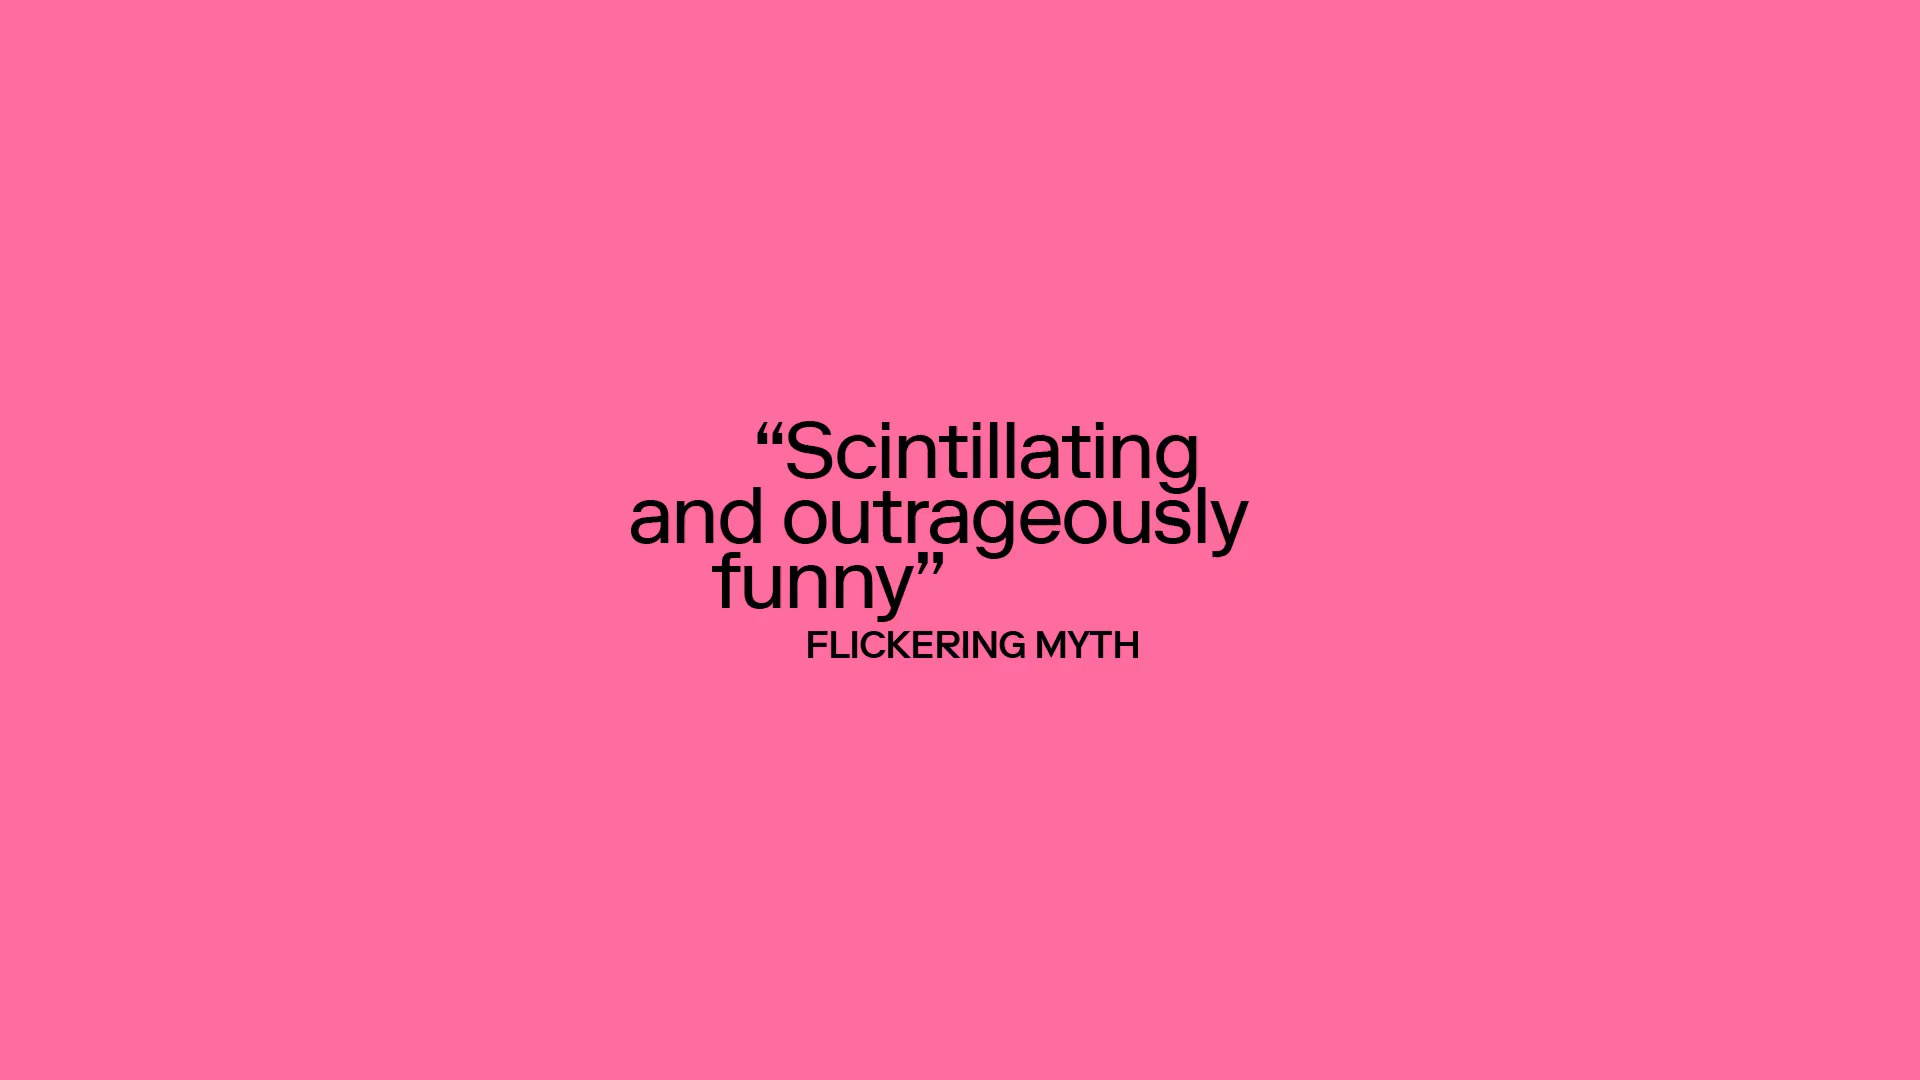 “Scintillating
and outrageously
funny”
FLICKERING MYTH